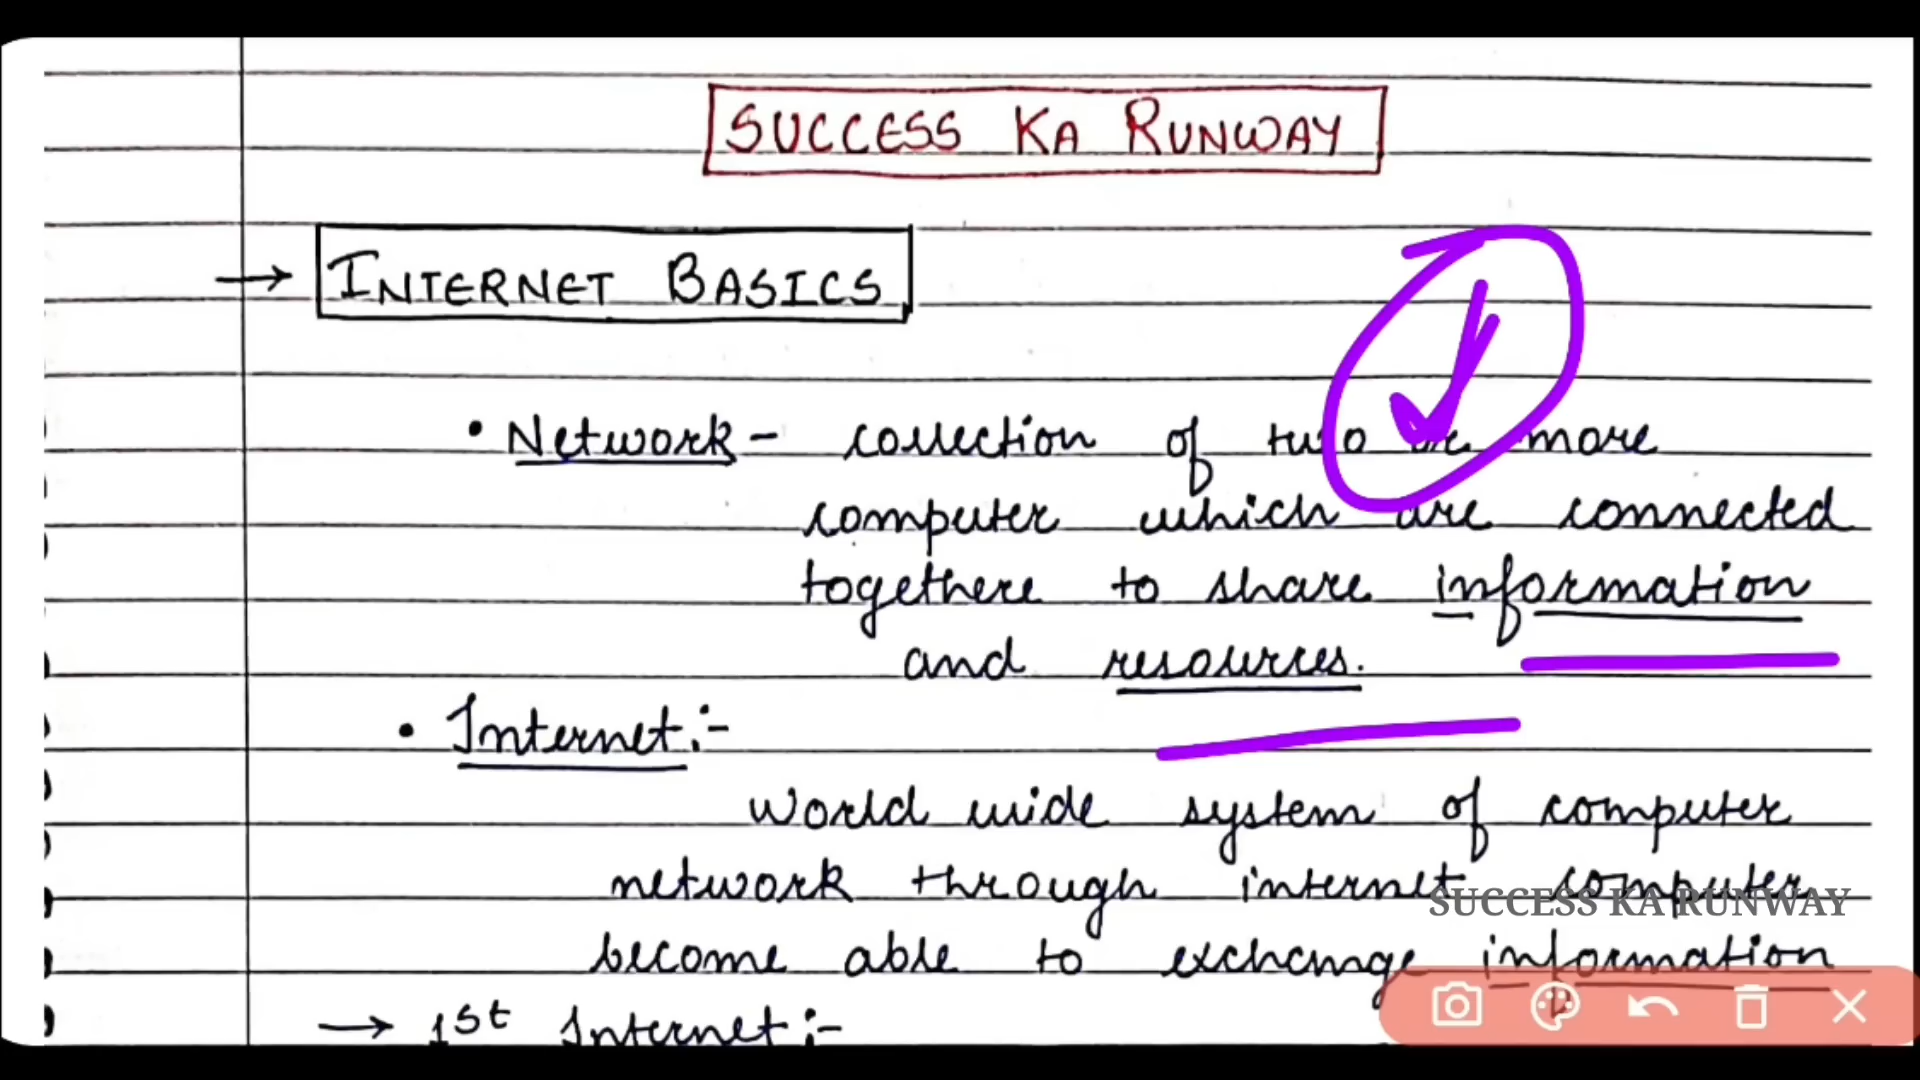 SUCCESS KA RUNWAY
→ INTERNET BASICS
• Network - collection of two or more
computer which are connected
togethere to share information
and resources.
• Internet :-
World wide system of computer
network through internet computer
SUCCESS KA RUNWAY
become able to exchange information
→ 1st Internet :-